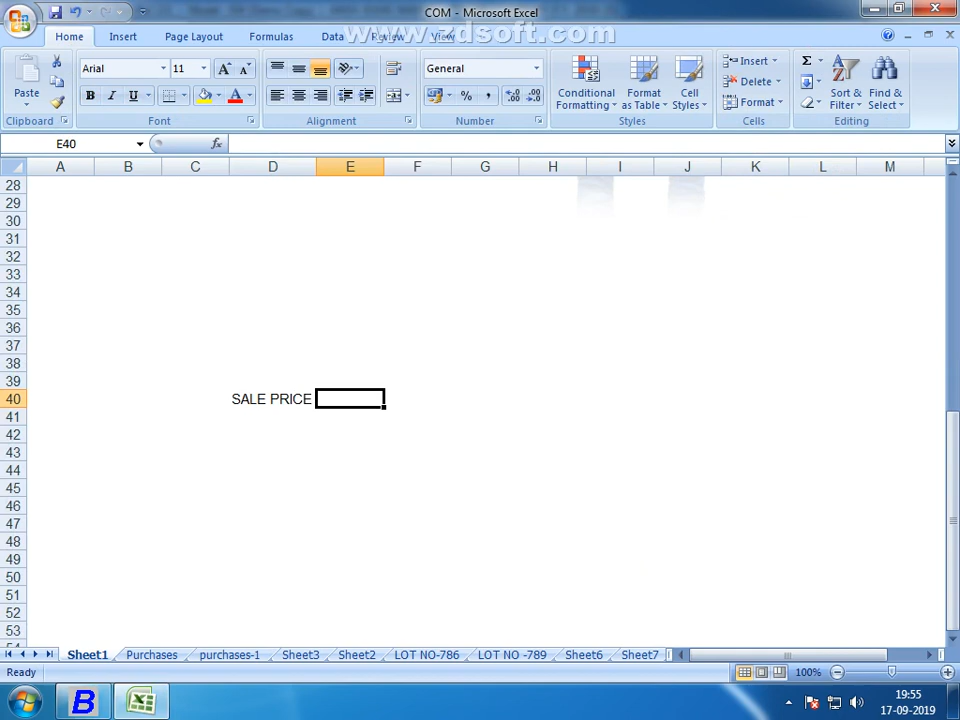 COM - Microsoft Excel
www.vdsoft.com
Home Insert Page Layout Formulas Data Review View
Arial 11 General
Paste
B I U
Σ
%
,
.00
Conditional Formatting
Format as Table
Cell Styles
Insert
Delete
Format
Sort & Filter
Find & Select
Clipboard Font Alignment Number Styles Cells Editing
E40 fx
A B C D E F G H I J K L M
28
29
30
31
32
33
34
35
36
37
38
39
40 SALE PRICE
41
42
43
44
45
46
47
48
49
50
51
52
53
Sheet1 Purchases purchases-1 Sheet3 Sheet2 LOT NO-786 LOT NO -789 Sheet6 Sheet7
Ready 100%
B 19:55
17-09-2019